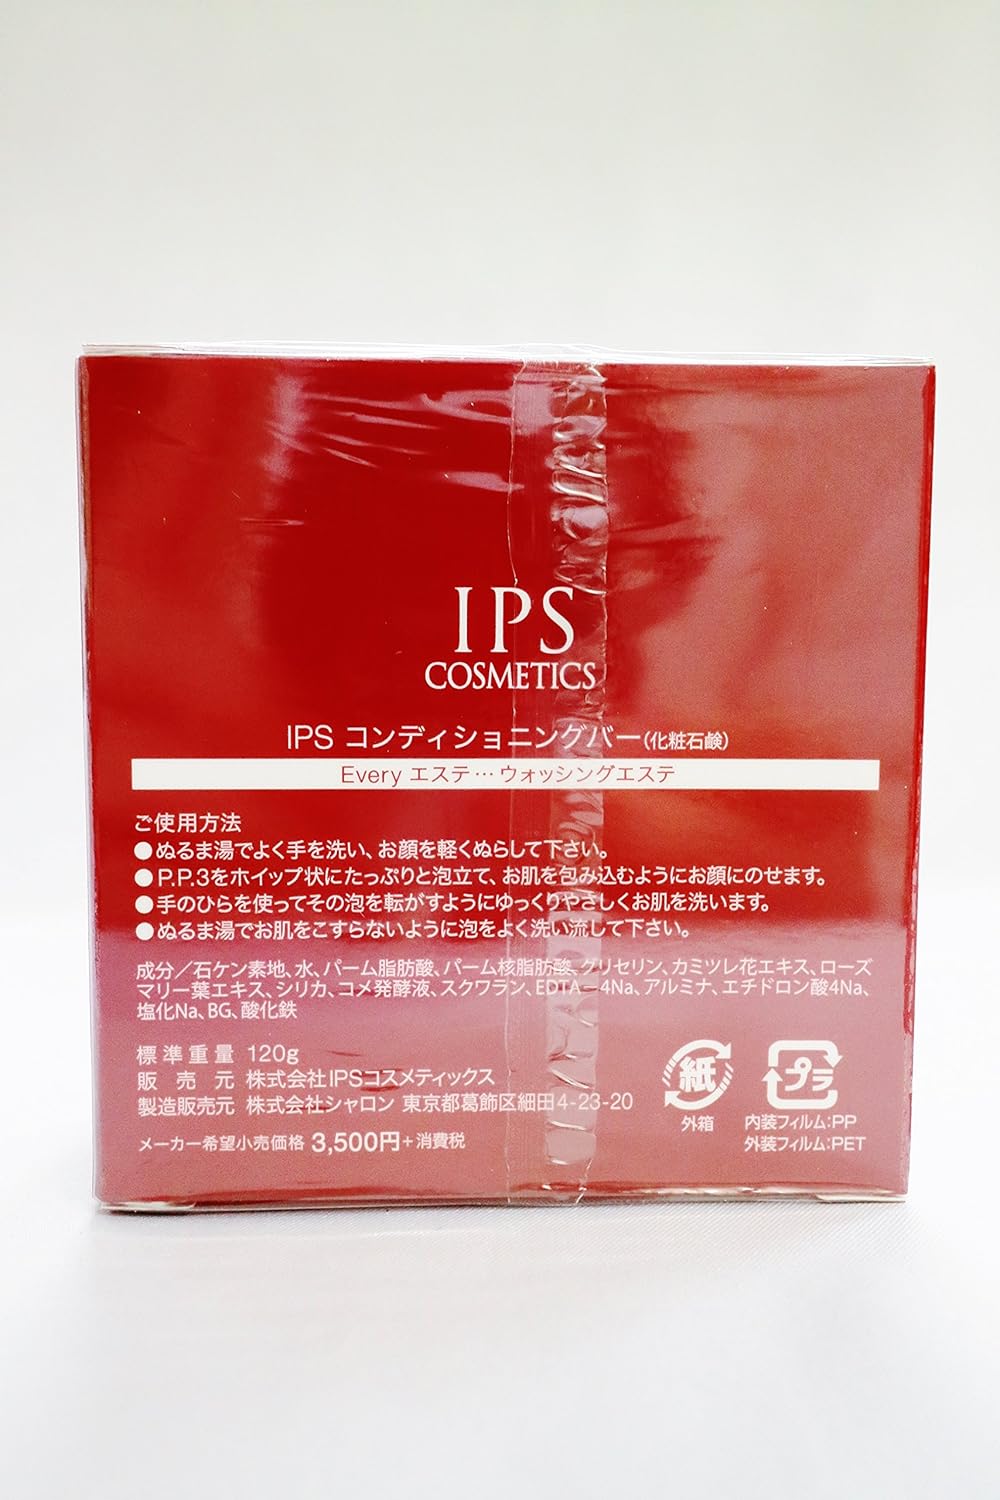 IPS
COSMETICS
IPS コンディショニングバー(化粧石鹸)
Every エステ…ウォッシングエステ
ご使用方法
●ぬるま湯でよく手を洗い、お顔を軽くぬらして下さい。
●P.P.3をホイップ状にたっぷりと泡立て、お肌を包み込むようにお顔にのせます。
●手のひらを使ってその泡を転がすようにゆっくりやさしくお肌を洗います。
●ぬるま湯でお肌をこすらないように泡をよく洗い流して下さい。
成分／石ケン素地、水、パーム脂肪酸、パーム核脂肪酸、グリセリン、カミツレ花エキス、ローズ
マリー葉エキス、シリカ、コメ発酵液、スクワラン、EDTA－4Na、アルミナ、エチドロン酸4Na、
塩化Na、BG、酸化鉄
標準重量 120g
販売元 株式会社IPSコスメティックス
製造販売元 株式会社シャロン 東京都葛飾区細田4-23-20
メーカー希望小売価格 3,500円+消費税
紙
外箱
プラ
内装フィルム:PP
外装フィルム:PET